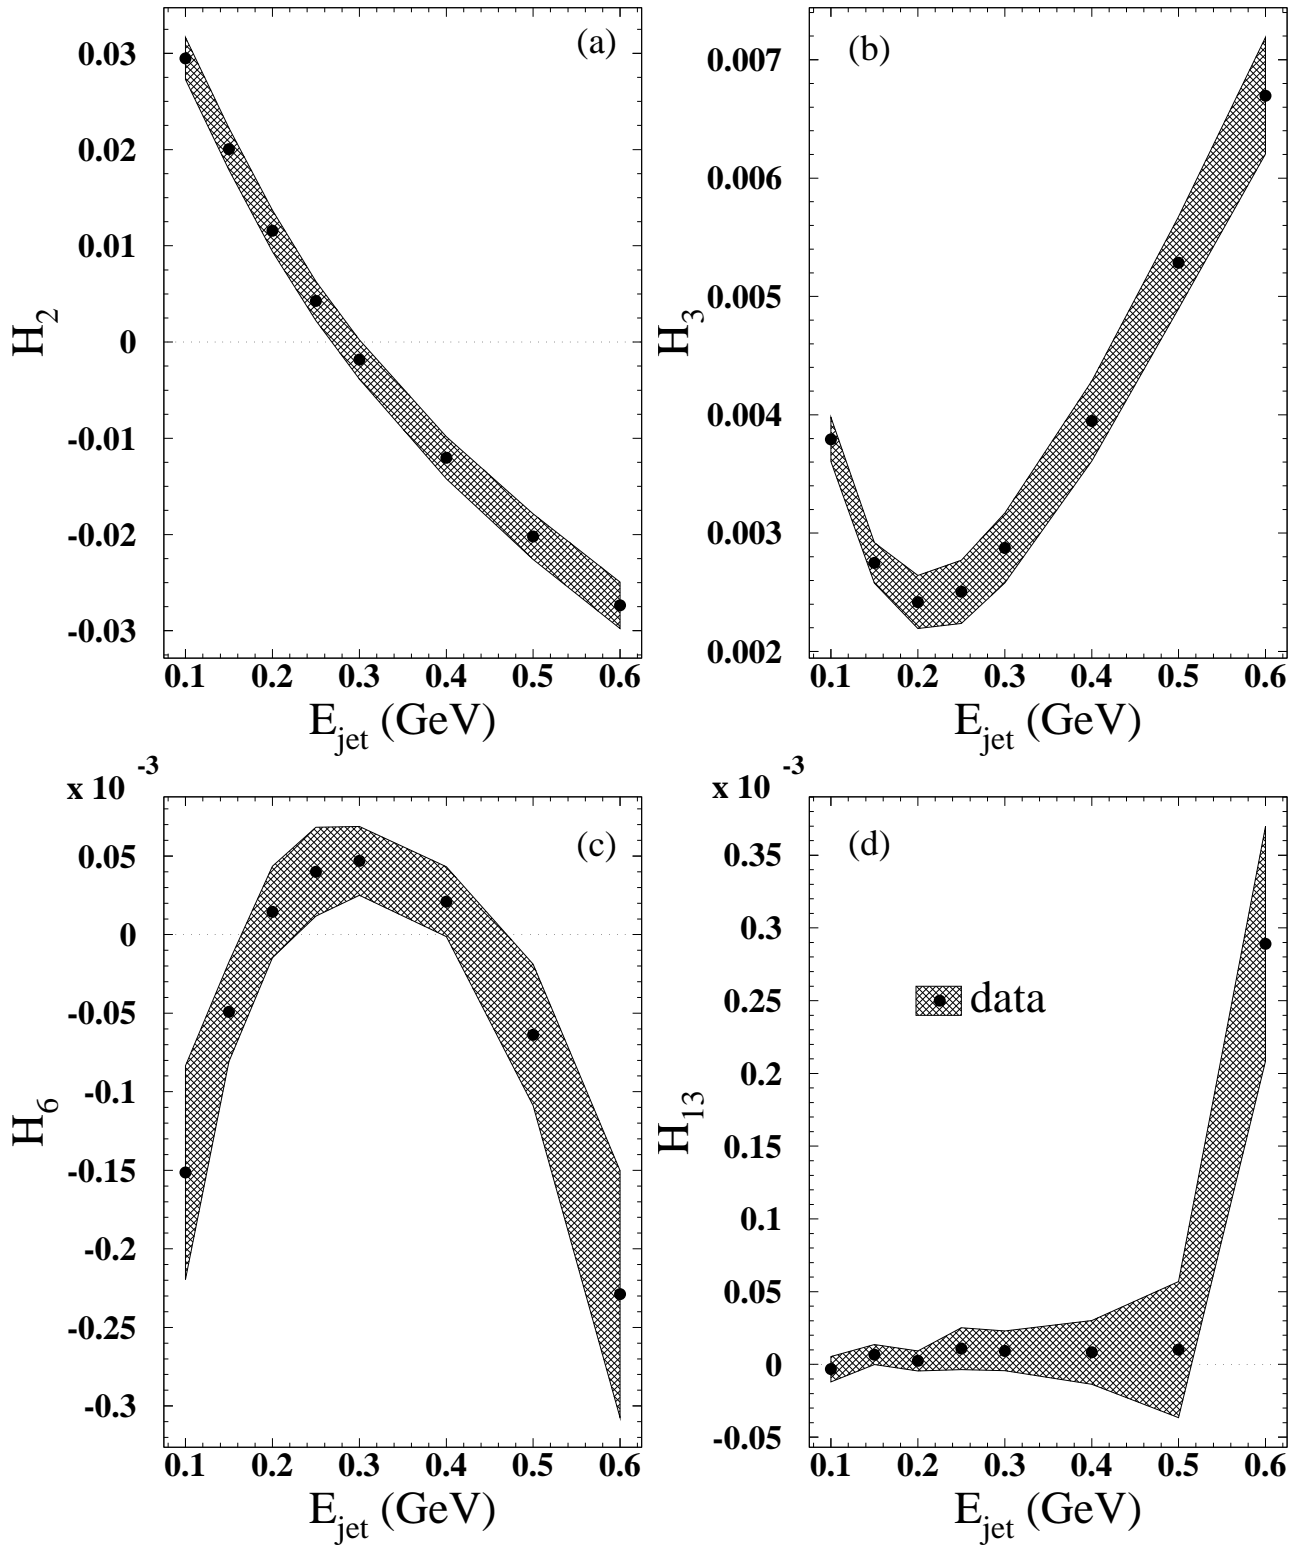 (a)
0.03
0.02
0.01
0
-0.01
-0.02
-0.03
H2
0.1 0.2 0.3 0.4 0.5 0.6
Ejet (GeV)
(b)
0.007
0.006
0.005
0.004
0.003
0.002
H3
0.1 0.2 0.3 0.4 0.5 0.6
Ejet (GeV)
x 10 -3
(c)
0.05
0
-0.05
-0.1
-0.15
-0.2
-0.25
-0.3
H6
0.1 0.2 0.3 0.4 0.5 0.6
Ejet (GeV)
x 10 -3
(d)
0.35
0.3
0.25
0.2
0.15
0.1
0.05
0
-0.05
H13
data
0.1 0.2 0.3 0.4 0.5 0.6
Ejet (GeV)